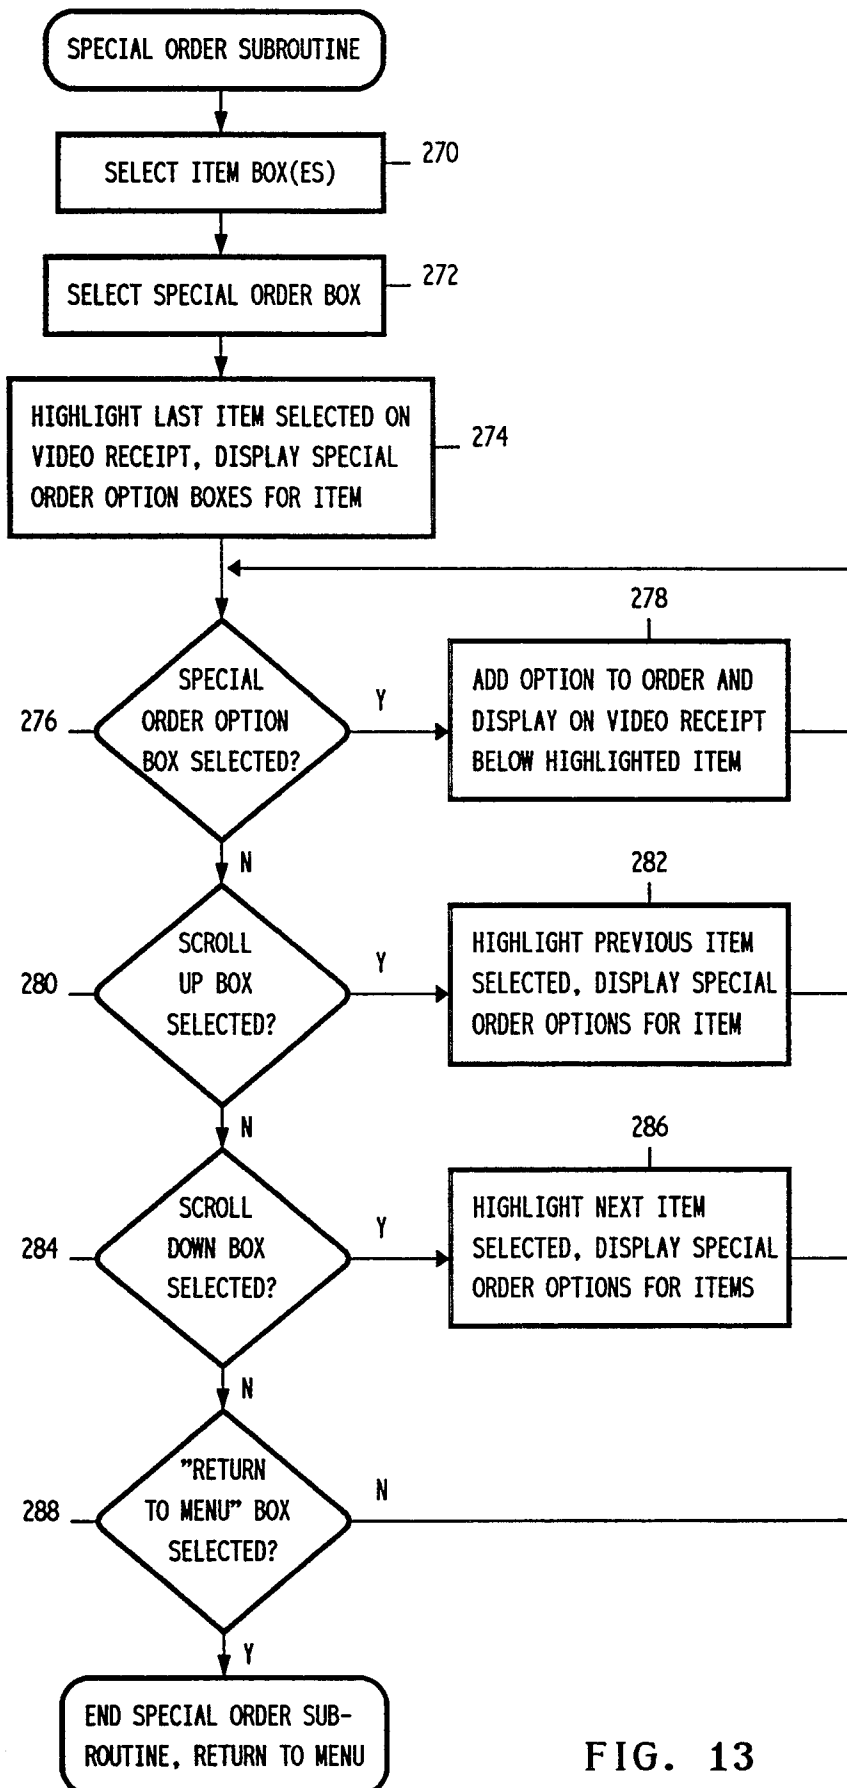 SPECIAL ORDER SUBROUTINE
270
SELECT ITEM BOX(ES)
272
SELECT SPECIAL ORDER BOX
HIGHLIGHT LAST ITEM SELECTED ON
VIDEO RECEIPT, DISPLAY SPECIAL
ORDER OPTION BOXES FOR ITEM
274
276
SPECIAL
ORDER OPTION
BOX SELECTED?
Y
N
278
ADD OPTION TO ORDER AND
DISPLAY ON VIDEO RECEIPT
BELOW HIGHLIGHTED ITEM
280
SCROLL
UP BOX
SELECTED?
Y
N
282
HIGHLIGHT PREVIOUS ITEM
SELECTED, DISPLAY SPECIAL
ORDER OPTIONS FOR ITEM
284
SCROLL
DOWN BOX
SELECTED?
Y
N
286
HIGHLIGHT NEXT ITEM
SELECTED, DISPLAY SPECIAL
ORDER OPTIONS FOR ITEMS
288
"RETURN
TO MENU" BOX
SELECTED?
N
Y
END SPECIAL ORDER SUB-
ROUTINE, RETURN TO MENU
FIG. 13